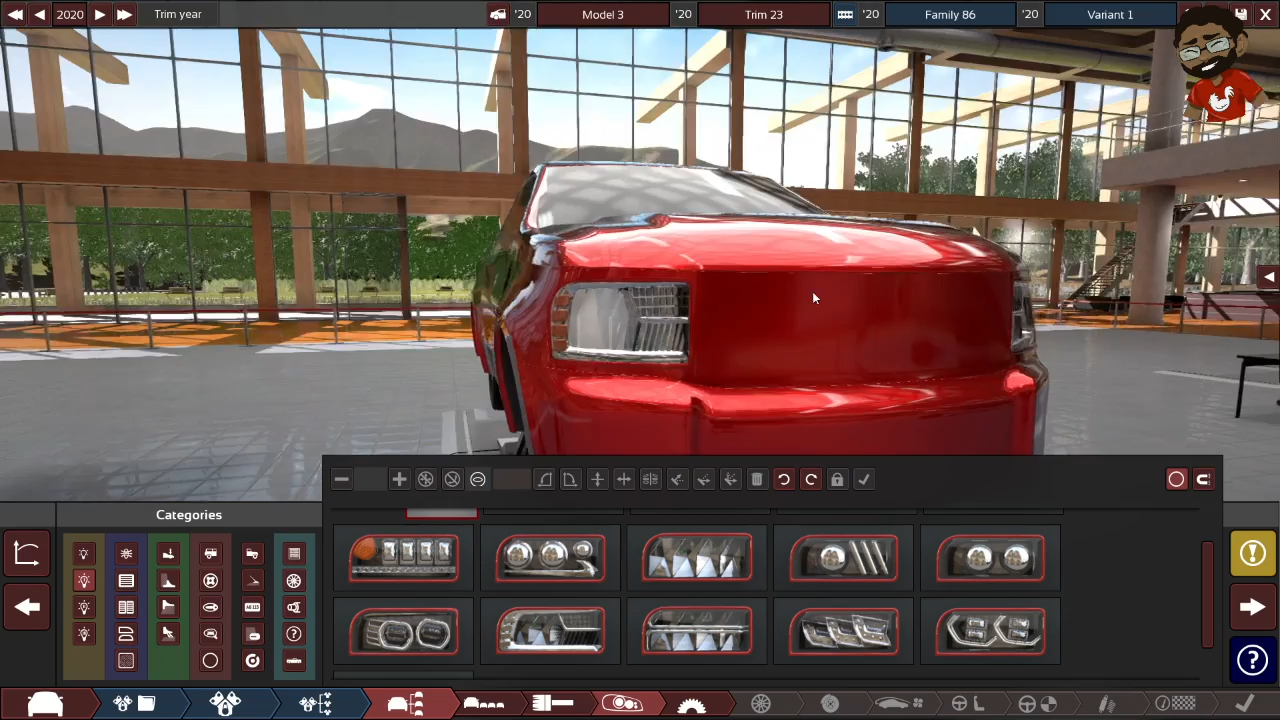 2020 Trim year '20 Model 3 '20 Trim 23 '20 Family 86 '20 Variant 1 X
Categories
?
?